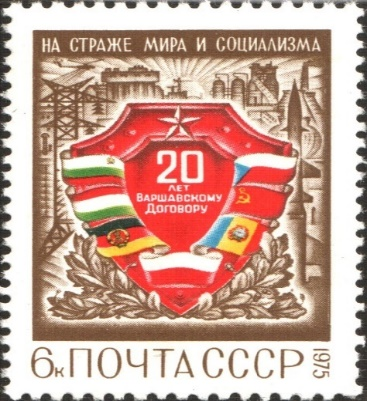 НА СТРАЖЕ МИРА И СОЦИАЛИЗМА
20
ЛЕТ
ВАРШАВСКОМУ
ДОГОВОРУ
6к ПОЧТА СССР
1975